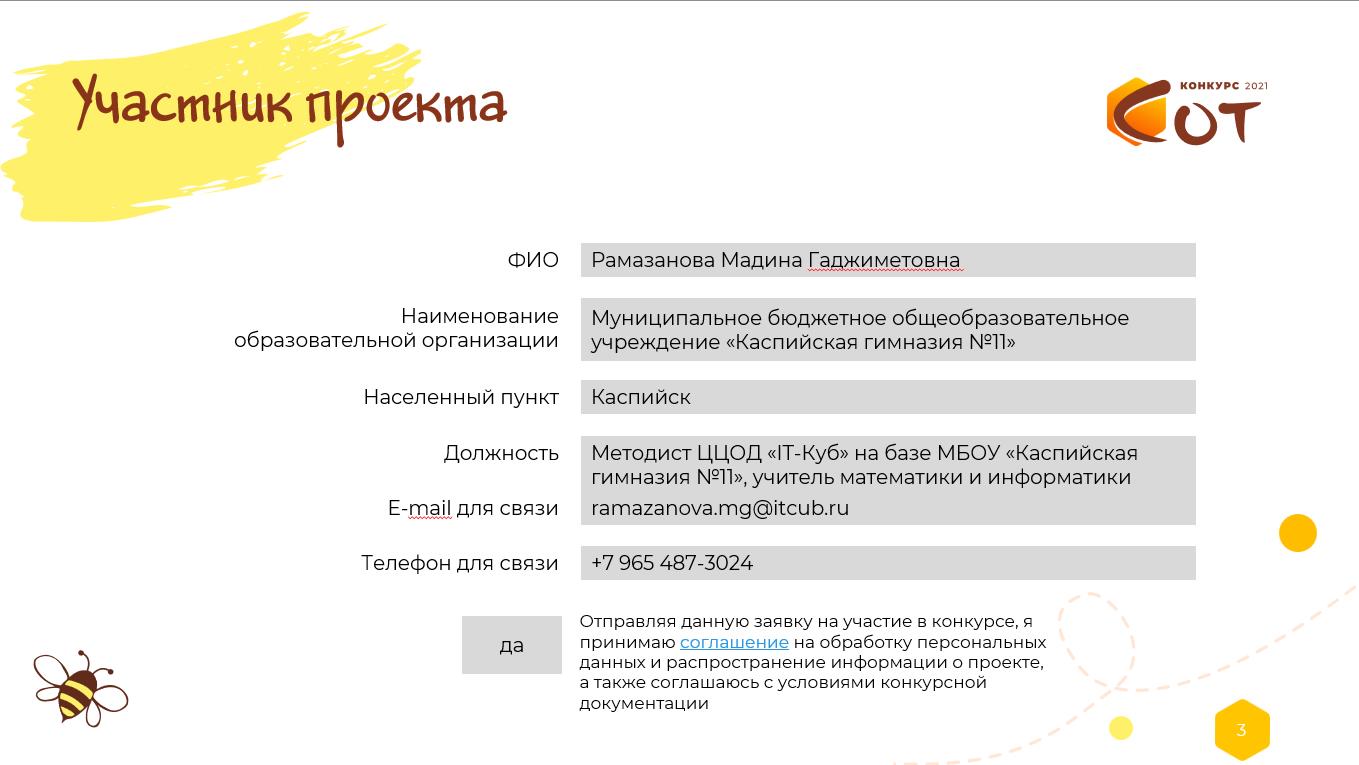 Участник проекта
КОНКУРС 2021
СОТ
ФИО
Рамазанова Мадина Гаджиметовна
Наименование
образовательной организации
Муниципальное бюджетное общеобразовательное
учреждение «Каспийская гимназия №11»
Населенный пункт
Каспийск
Должность
Методист ЦЦОД «IT-Куб» на базе МБОУ «Каспийская
гимназия №11», учитель математики и информатики
E-mail для связи
ramazanova.mg@itcub.ru
Телефон для связи
+7 965 487-3024
да
Отправляя данную заявку на участие в конкурсе, я
принимаю соглашение на обработку персональных
данных и распространение информации о проекте,
а также соглашаюсь с условиями конкурсной
документации
3